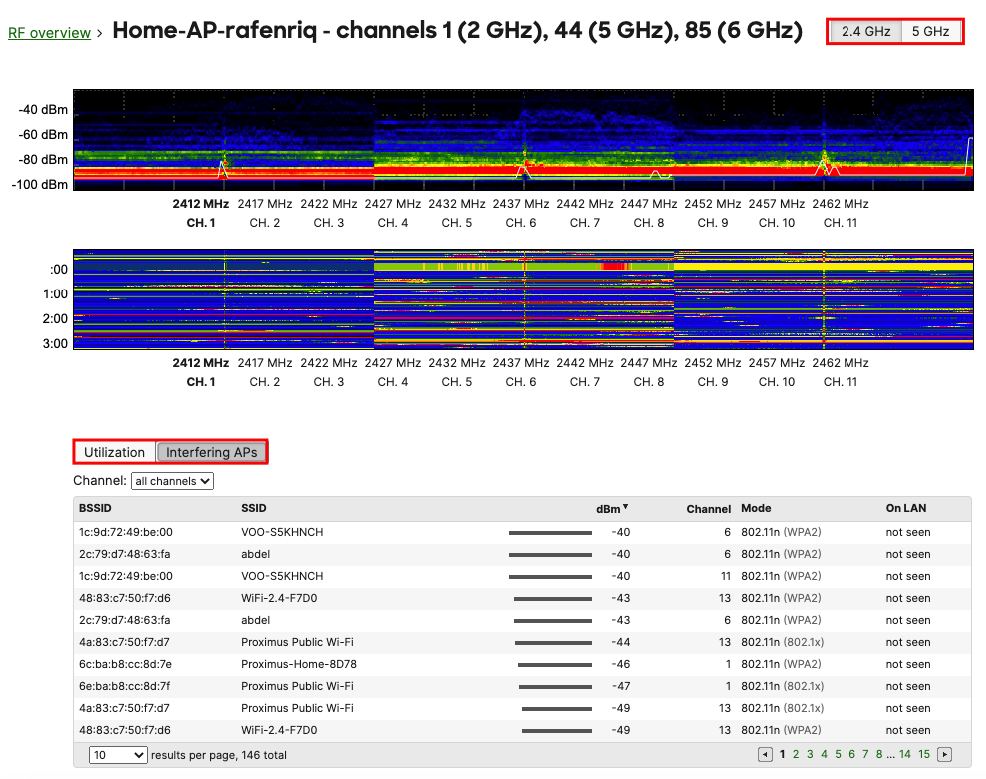 RF overview › Home-AP-rafenriq - channels 1 (2 GHz), 44 (5 GHz), 85 (6 GHz) 2.4 GHz 5 GHz
-40 dBm
-60 dBm
-80 dBm
-100 dBm
2412 MHz 2417 MHz 2422 MHz 2427 MHz 2432 MHz 2437 MHz 2442 MHz 2447 MHz 2452 MHz 2457 MHz 2462 MHz
CH. 1 CH. 2 CH. 3 CH. 4 CH. 5 CH. 6 CH. 7 CH. 8 CH. 9 CH. 10 CH. 11
:00
1:00
2:00
3:00
2412 MHz 2417 MHz 2422 MHz 2427 MHz 2432 MHz 2437 MHz 2442 MHz 2447 MHz 2452 MHz 2457 MHz 2462 MHz
CH. 1 CH. 2 CH. 3 CH. 4 CH. 5 CH. 6 CH. 7 CH. 8 CH. 9 CH. 10 CH. 11
Utilization Interfering APs
Channel: all channels
BSSID SSID dBm▼ Channel Mode On LAN
1c:9d:72:49:be:00 VOO-S5KHNCH -40 6 802.11n (WPA2) not seen
2c:79:d7:48:63:fa abdel -40 6 802.11n (WPA2) not seen
1c:9d:72:49:be:00 VOO-S5KHNCH -40 11 802.11n (WPA2) not seen
48:83:c7:50:f7:d6 WiFi-2.4-F7D0 -43 13 802.11n (WPA2) not seen
2c:79:d7:48:63:fa abdel -43 6 802.11n (WPA2) not seen
4a:83:c7:50:f7:d7 Proximus Public Wi-Fi -44 13 802.11n (802.1x) not seen
6c:ba:b8:cc:8d:7e Proximus-Home-8D78 -46 1 802.11n (WPA2) not seen
6e:ba:b8:cc:8d:7f Proximus Public Wi-Fi -47 1 802.11n (802.1x) not seen
4a:83:c7:50:f7:d7 Proximus Public Wi-Fi -49 13 802.11n (802.1x) not seen
48:83:c7:50:f7:d6 WiFi-2.4-F7D0 -49 13 802.11n (WPA2) not seen
10 results per page, 146 total 1 2 3 4 5 6 7 8 ... 14 15